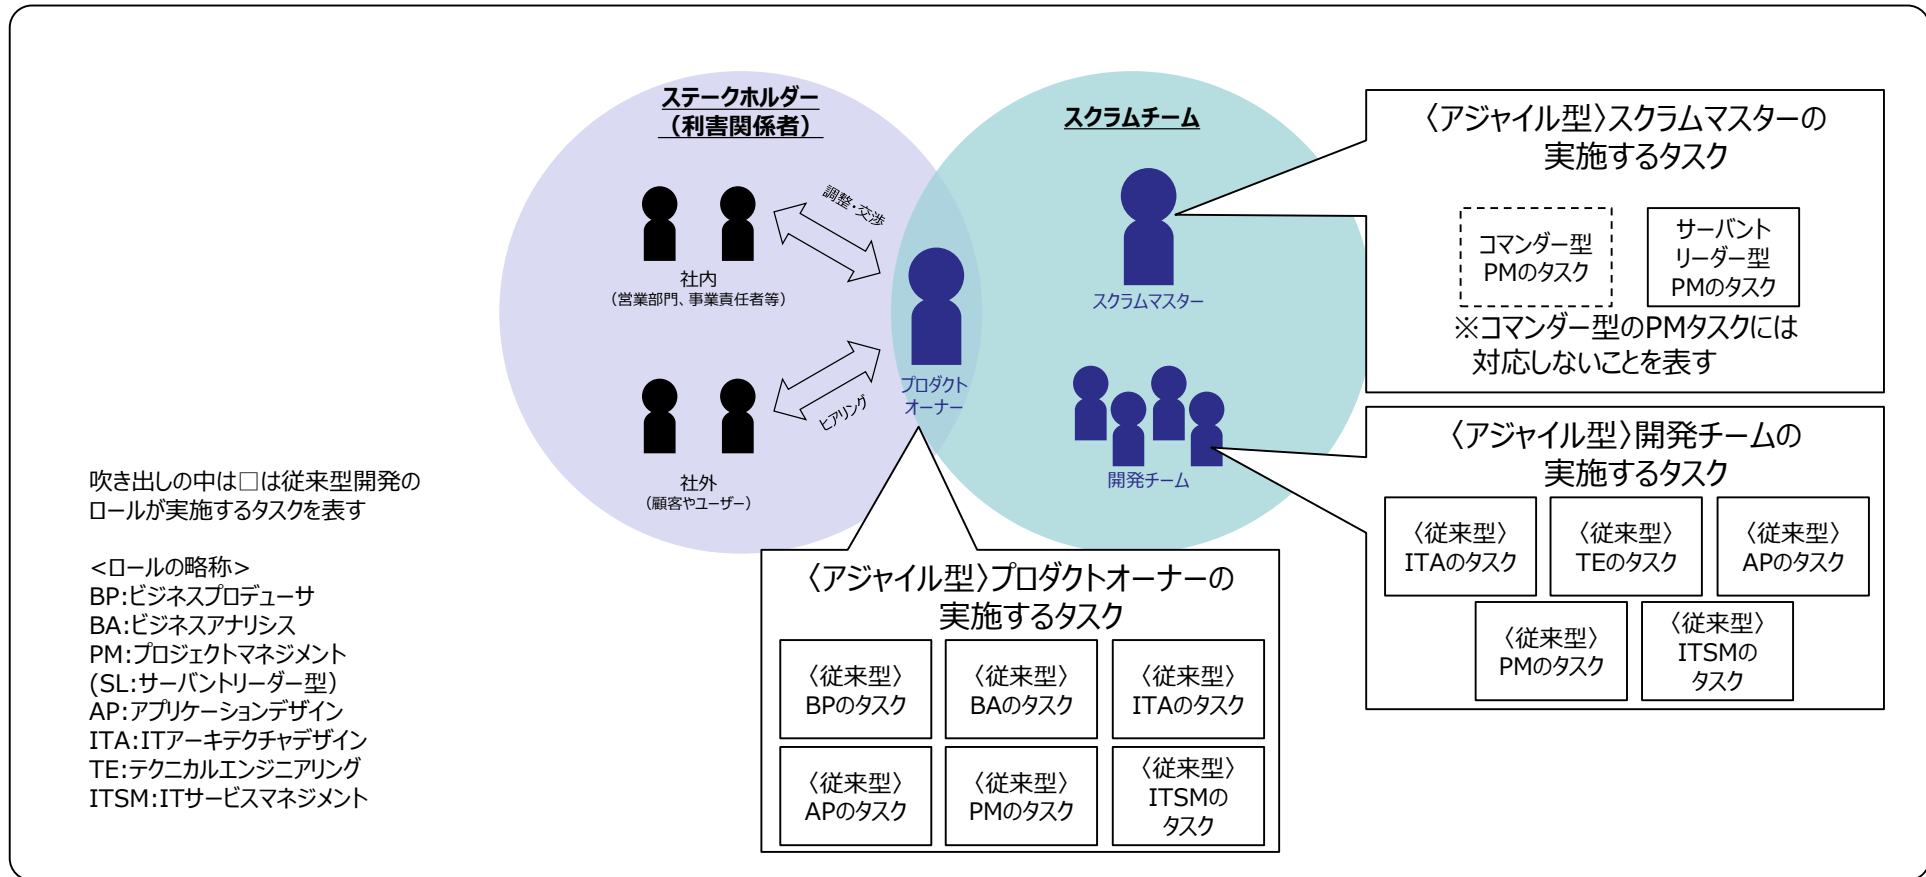 ステークホルダー
（利害関係者）
調整・交渉
社内
（営業部門、事業責任者等）
ヒアリング
社外
（顧客やユーザー）
プロダクト
オーナー
スクラムチーム
スクラムマスター
開発チーム
〈アジャイル型〉スクラムマスターの
実施するタスク
コマンダー型
PMのタスク
サーバント
リーダー型
PMのタスク
※コマンダー型のPMタスクには
対応しないことを表す
〈アジャイル型〉開発チームの
実施するタスク
〈従来型〉
ITAのタスク
〈従来型〉
TEのタスク
〈従来型〉
APのタスク
〈従来型〉
PMのタスク
〈従来型〉
ITSMの
タスク
〈アジャイル型〉プロダクトオーナーの
実施するタスク
〈従来型〉
BPのタスク
〈従来型〉
BAのタスク
〈従来型〉
ITAのタスク
〈従来型〉
APのタスク
〈従来型〉
PMのタスク
〈従来型〉
ITSMの
タスク
吹き出しの中は□は従来型開発の
ロールが実施するタスクを表す
<ロールの略称>
BP:ビジネスプロデューサ
BA:ビジネスアナリシス
PM:プロジェクトマネジメント
(SL:サーバントリーダー型)
AP:アプリケーションデザイン
ITA:ITアーキテクチャデザイン
TE:テクニカルエンジニアリング
ITSM:ITサービスマネジメント